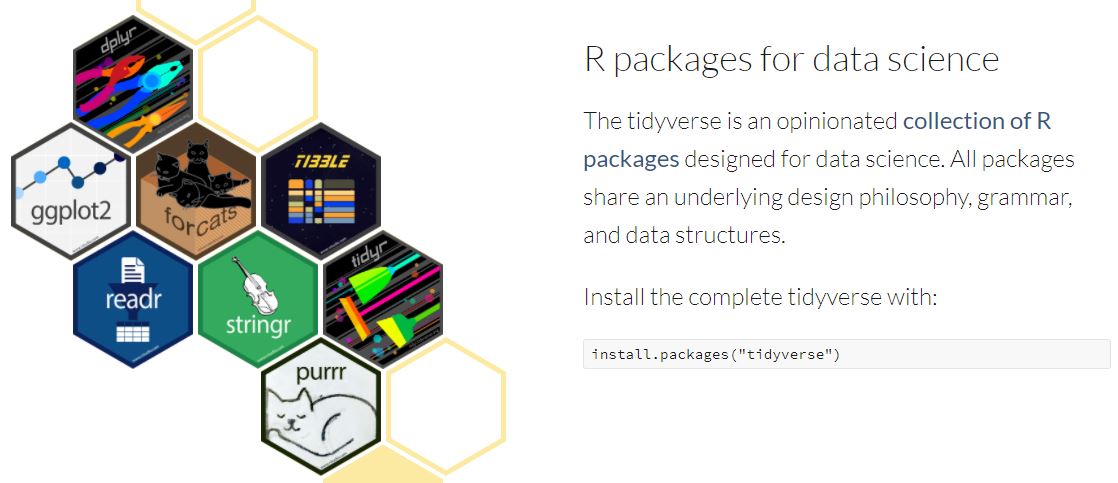 dplyr
ggplot2
forcats
TIBBLE
readr
stringr
tidyr
purrr
R packages for data science
The tidyverse is an opinionated collection of R
packages designed for data science. All packages
share an underlying design philosophy, grammar,
and data structures.
Install the complete tidyverse with:
install.packages("tidyverse")